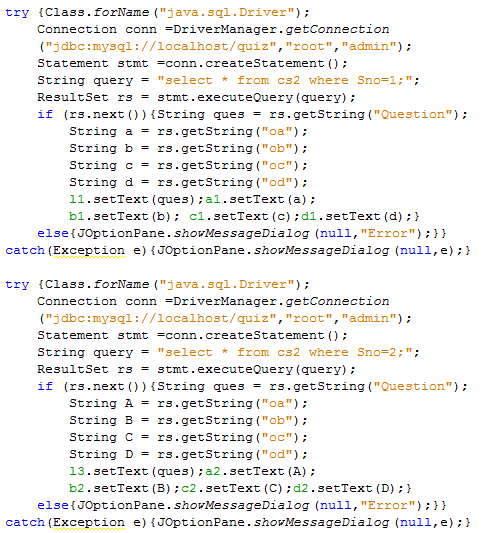 try {Class.forName("java.sql.Driver");
Connection conn =DriverManager.getConnection
("jdbc:mysql://localhost/quiz","root","admin");
Statement stmt =conn.createStatement();
String query = "select * from cs2 where Sno=1;";
ResultSet rs = stmt.executeQuery(query);
if (rs.next()){String ques = rs.getString("Question");
String a = rs.getString("oa");
String b = rs.getString("ob");
String c = rs.getString("oc");
String d = rs.getString("od");
l1.setText(ques);a1.setText(a);
b1.setText(b); c1.setText(c);d1.setText(d);}
else{JOptionPane.showMessageDialog(null,"Error");}}
catch(Exception e){JOptionPane.showMessageDialog(null,e);}
try {Class.forName("java.sql.Driver");
Connection conn =DriverManager.getConnection
("jdbc:mysql://localhost/quiz","root","admin");
Statement stmt =conn.createStatement();
String query = "select * from cs2 where Sno=2;";
ResultSet rs = stmt.executeQuery(query);
if (rs.next()){String ques = rs.getString("Question");
String A = rs.getString("oa");
String B = rs.getString("ob");
String C = rs.getString("oc");
String D = rs.getString("od");
l3.setText(ques);a2.setText(A);
b2.setText(B);c2.setText(C);d2.setText(D);}
else{JOptionPane.showMessageDialog(null,"Error");}}
catch(Exception e){JOptionPane.showMessageDialog(null,e);}